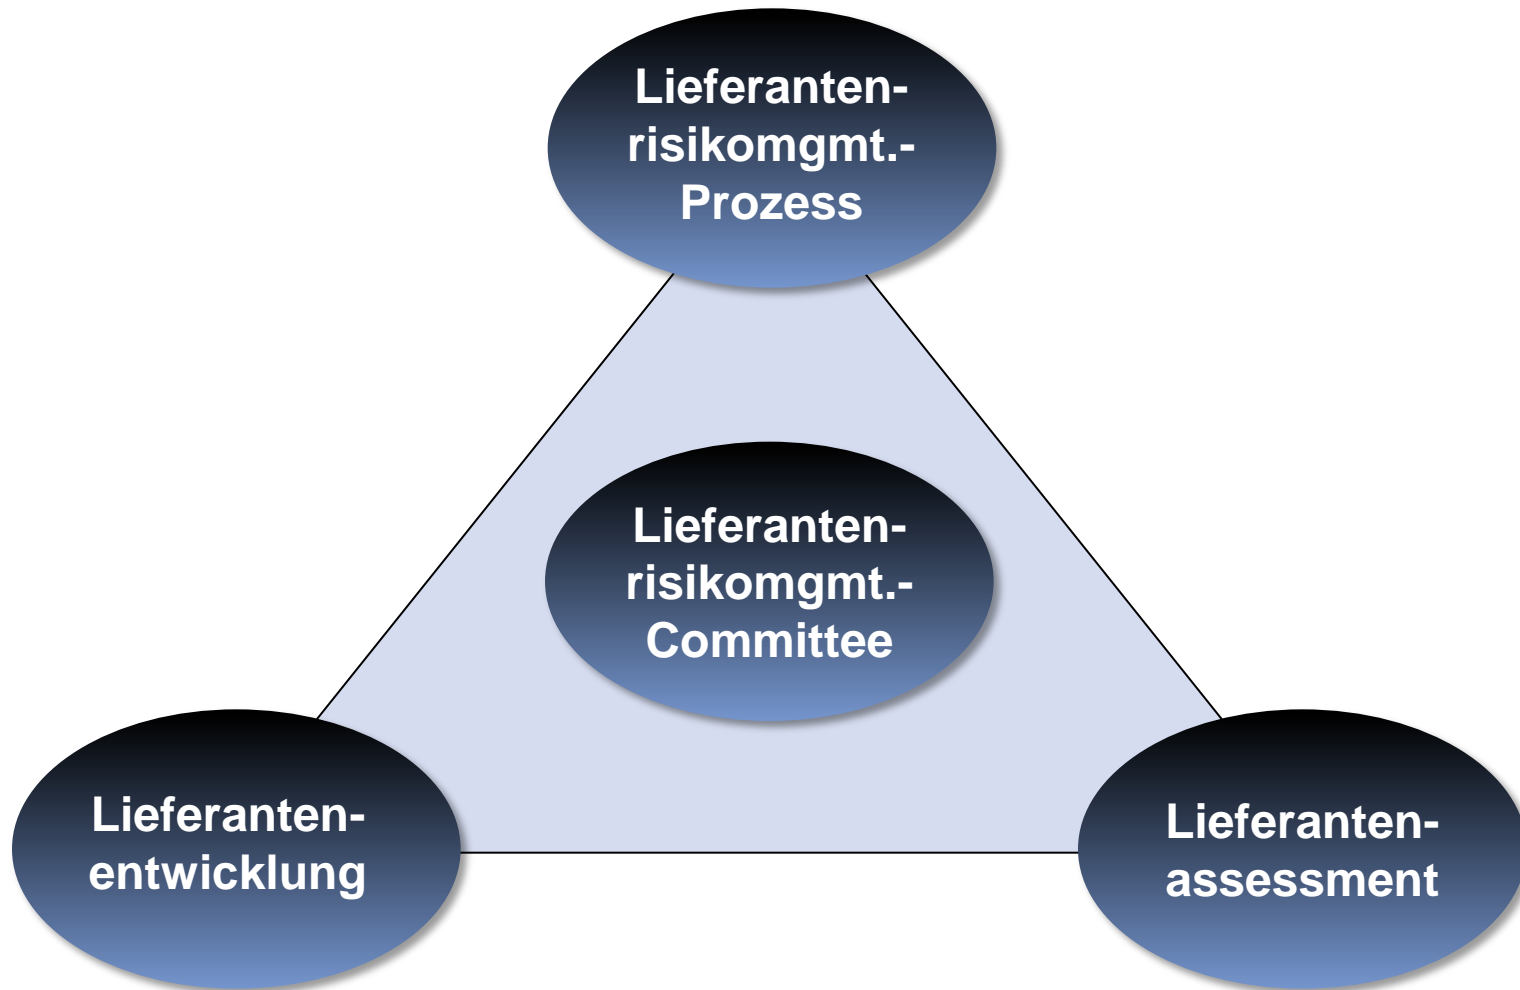 Lieferanten-
risikomgmt.-
Prozess
Lieferanten-
risikomgmt.-
Committee
Lieferanten-
entwicklung
Lieferanten-
assessment